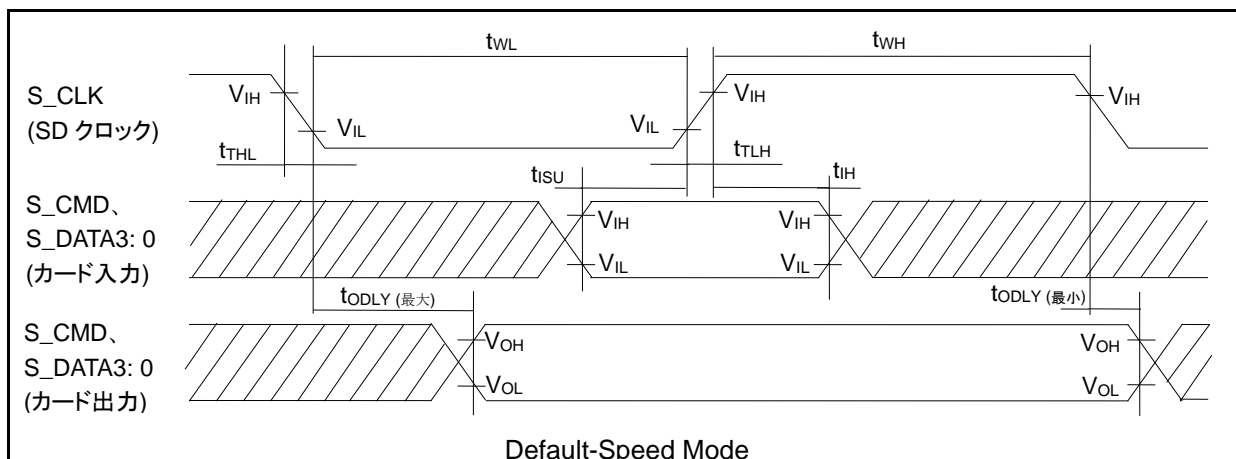 tWL
tWH
S_CLK
(SD クロック)
VIH
VIL
VIL
VIH
VIH
tTHL
tTLH
tISU
tIH
S_CMD、
S_DATA3: 0
(カード入力)
VIH
VIL
VIH
VIL
tODLY (最大)
tODLY (最小)
S_CMD、
S_DATA3: 0
(カード出力)
VOH
VOL
VOH
VOL
Default-Speed Mode